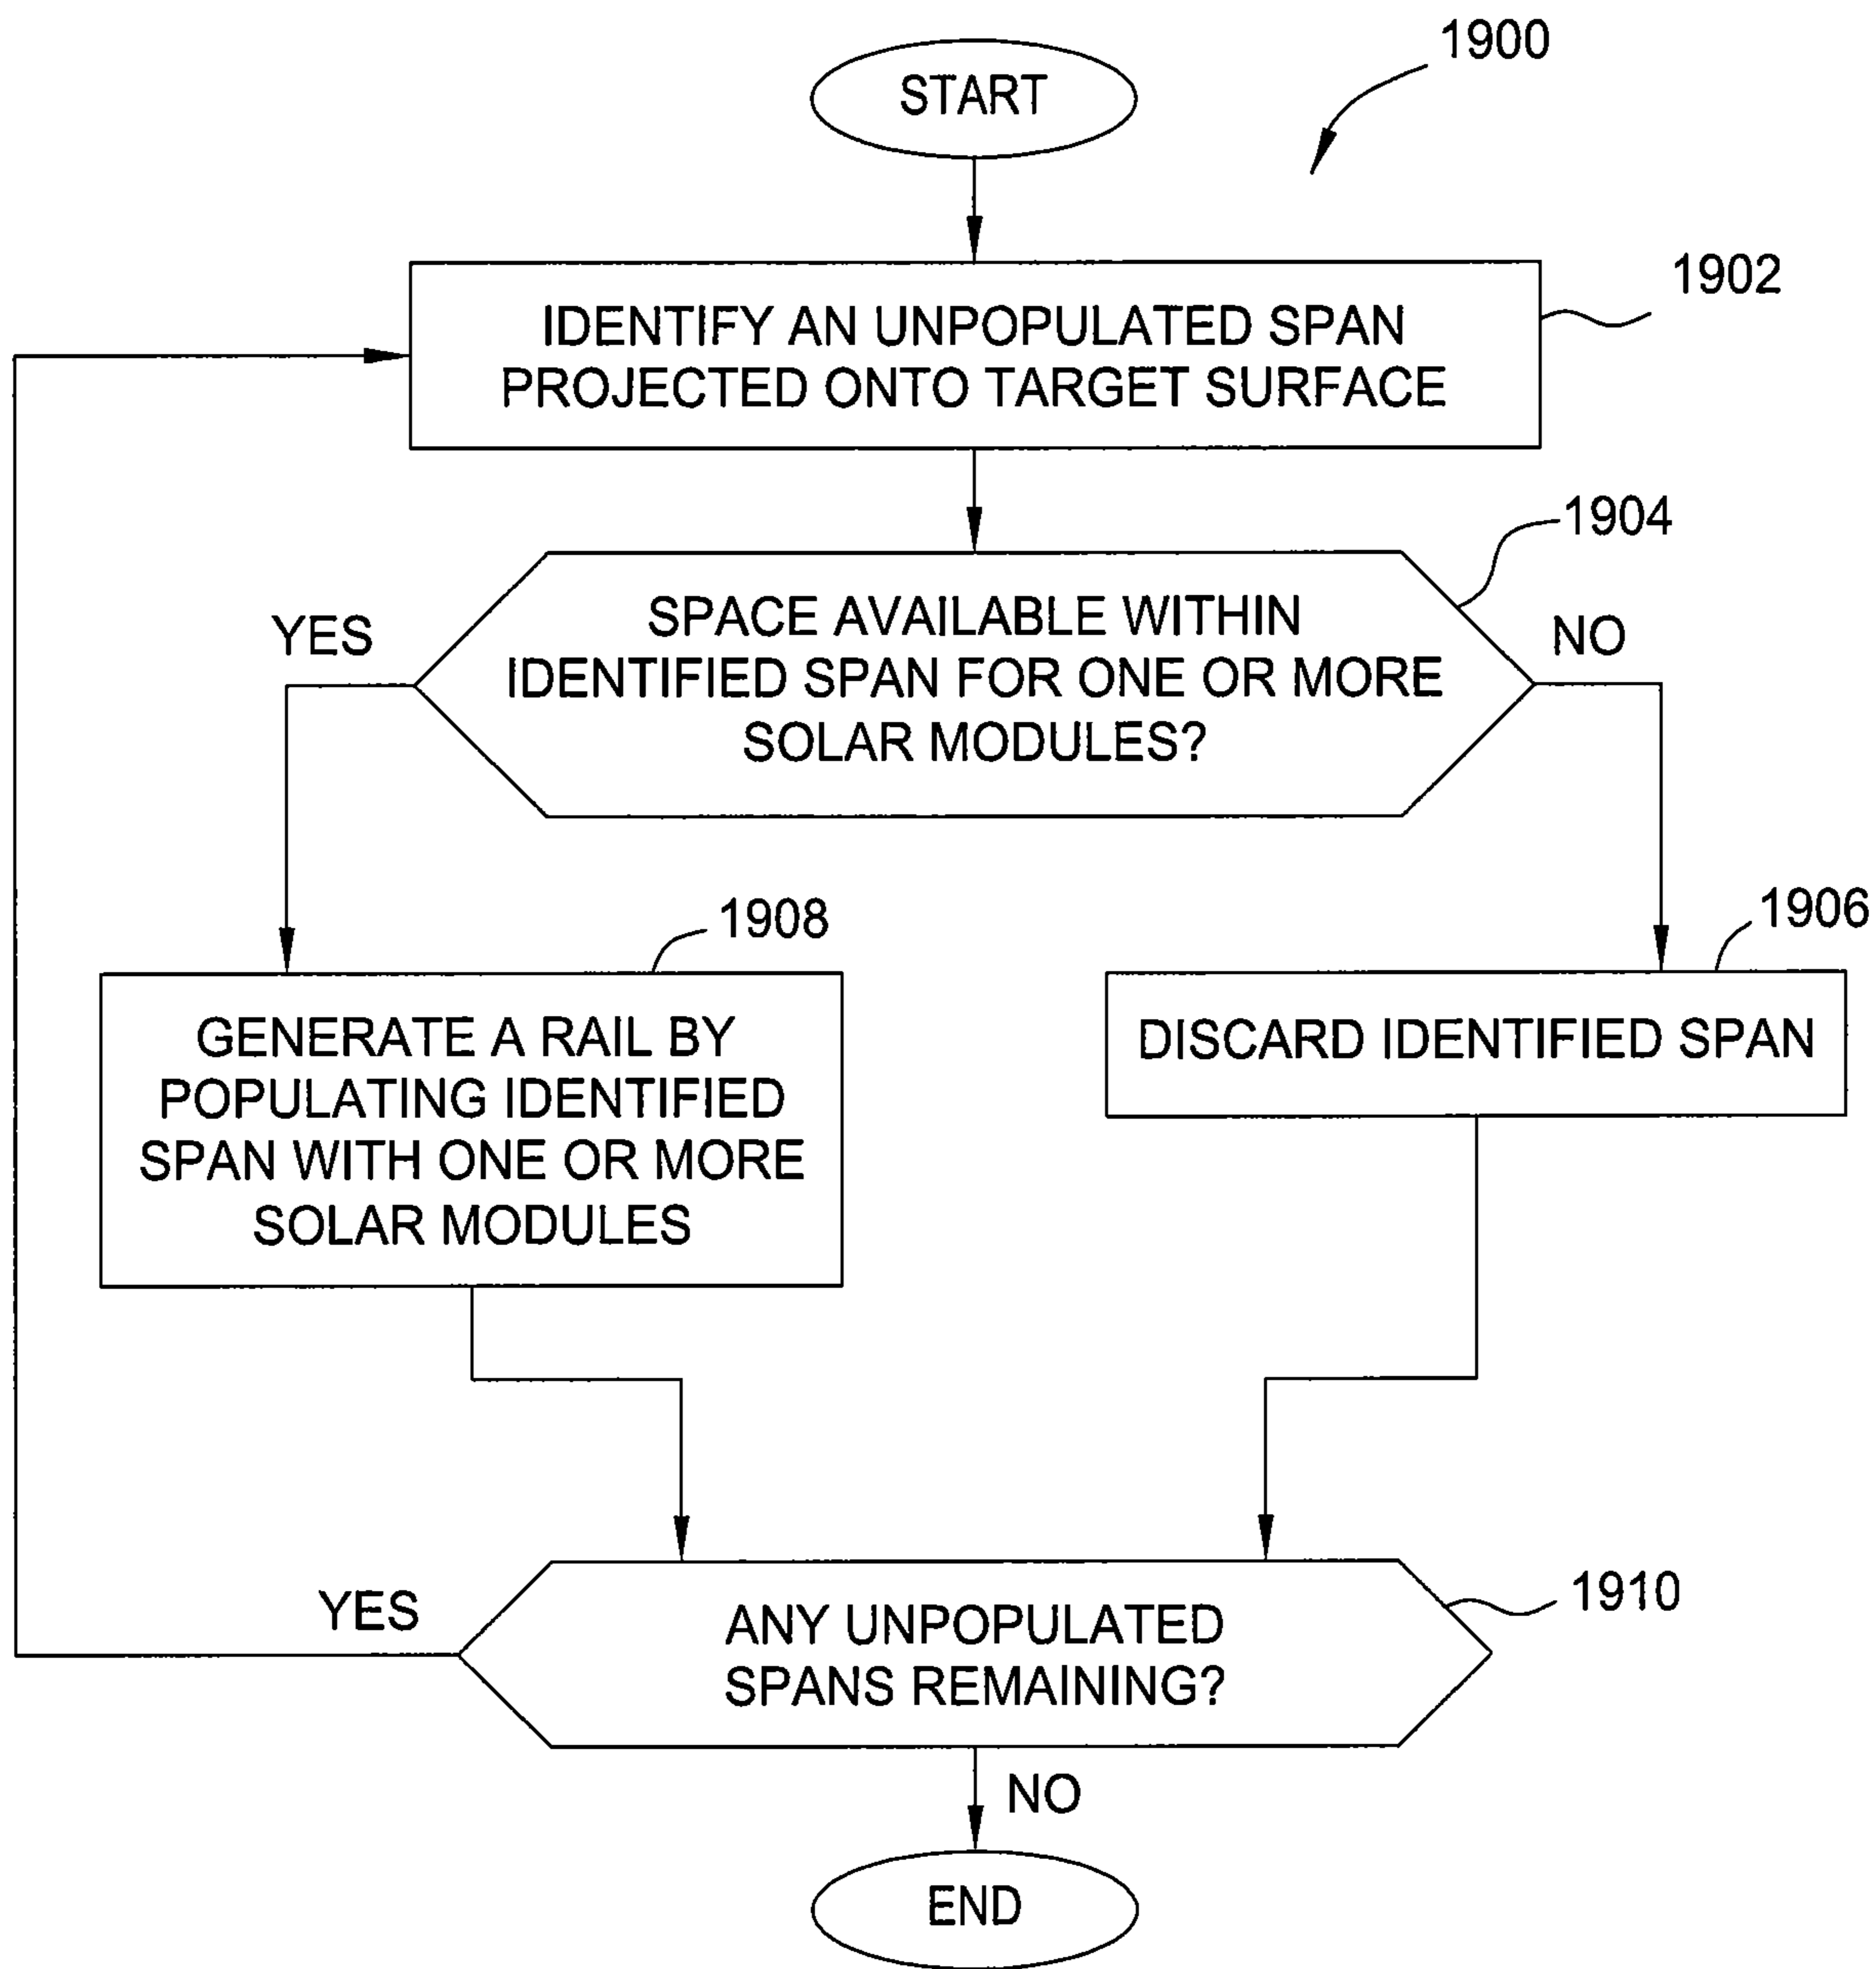 1900
START
1902
IDENTIFY AN UNPOPULATED SPAN
PROJECTED ONTO TARGET SURFACE
1904
YES
SPACE AVAILABLE WITHIN
IDENTIFIED SPAN FOR ONE OR MORE
SOLAR MODULES?
NO
1908
1906
GENERATE A RAIL BY
POPULATING IDENTIFIED
SPAN WITH ONE OR MORE
SOLAR MODULES
DISCARD IDENTIFIED SPAN
YES
1910
ANY UNPOPULATED
SPANS REMAINING?
NO
END